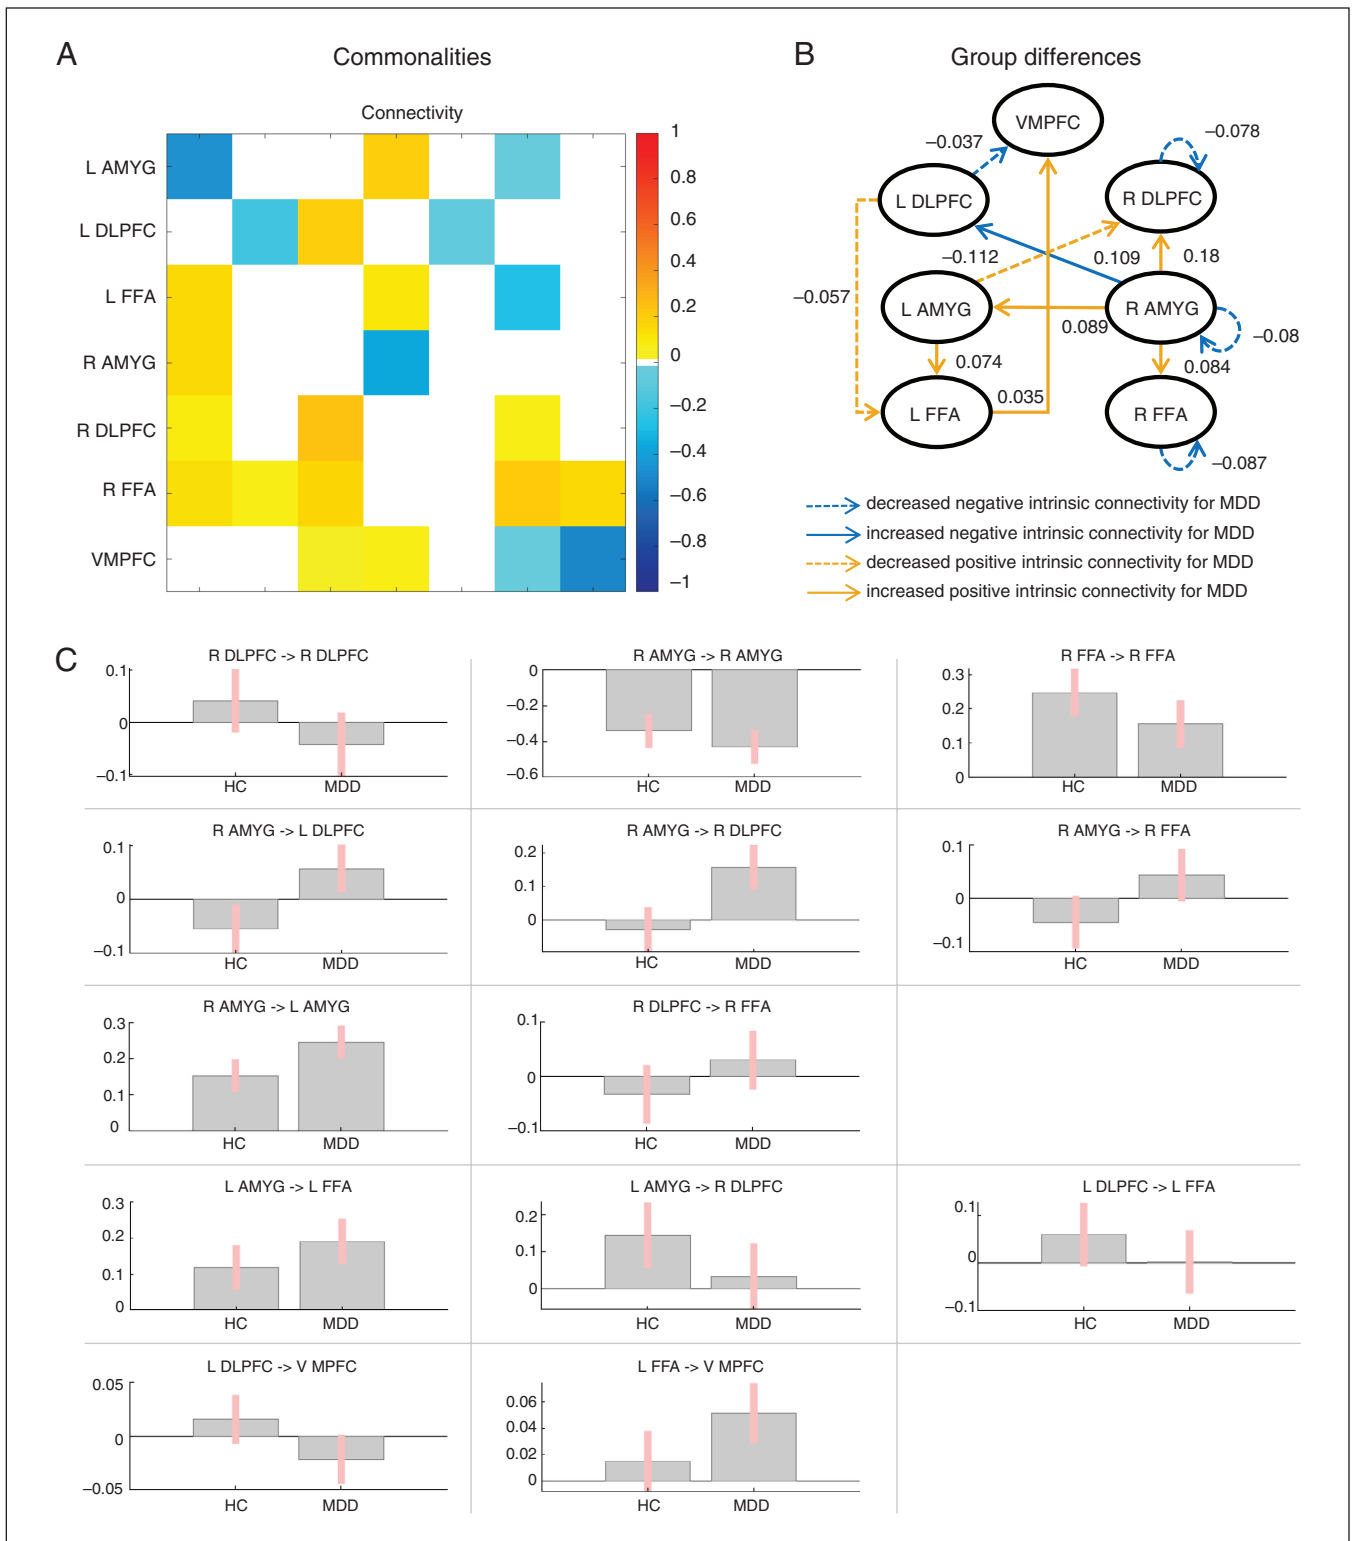 A
Commonalities
Connectivity
L AMYG
L DLPFC
L FFA
R AMYG
R DLPFC
R FFA
VMPFC
1
0.8
0.6
0.4
0.2
0
−0.2
−0.4
−0.6
−0.8
−1
B
Group differences
VMPFC
−0.037
−0.078
L DLPFC
R DLPFC
−0.112
0.109
0.18
−0.057
L AMYG
R AMYG
0.089
−0.08
0.074
0.084
0.035
L FFA
R FFA
−0.087
decreased negative intrinsic connectivity for MDD
increased negative intrinsic connectivity for MDD
decreased positive intrinsic connectivity for MDD
increased positive intrinsic connectivity for MDD
C
R DLPFC -> R DLPFC
0.1
0
−0.1
HC MDD
R AMYG -> R AMYG
0
−0.2
−0.4
−0.6
HC MDD
R FFA -> R FFA
0.3
0.2
0.1
0
HC MDD
R AMYG -> L DLPFC
0.1
0
−0.1
HC MDD
R AMYG -> R DLPFC
0.2
0.1
0
HC MDD
R AMYG -> R FFA
0.1
0
−0.1
HC MDD
R AMYG -> L AMYG
0.3
0.2
0.1
0
HC MDD
R DLPFC -> R FFA
0.1
0
−0.1
HC MDD
L AMYG -> L FFA
0.3
0.2
0.1
0
HC MDD
L AMYG -> R DLPFC
0.2
0.1
0
HC MDD
L DLPFC -> L FFA
0.1
0
−0.1
HC MDD
L DLPFC -> V MPFC
0.05
0
−0.05
HC MDD
L FFA -> V MPFC
0.06
0.04
0.02
0
HC MDD